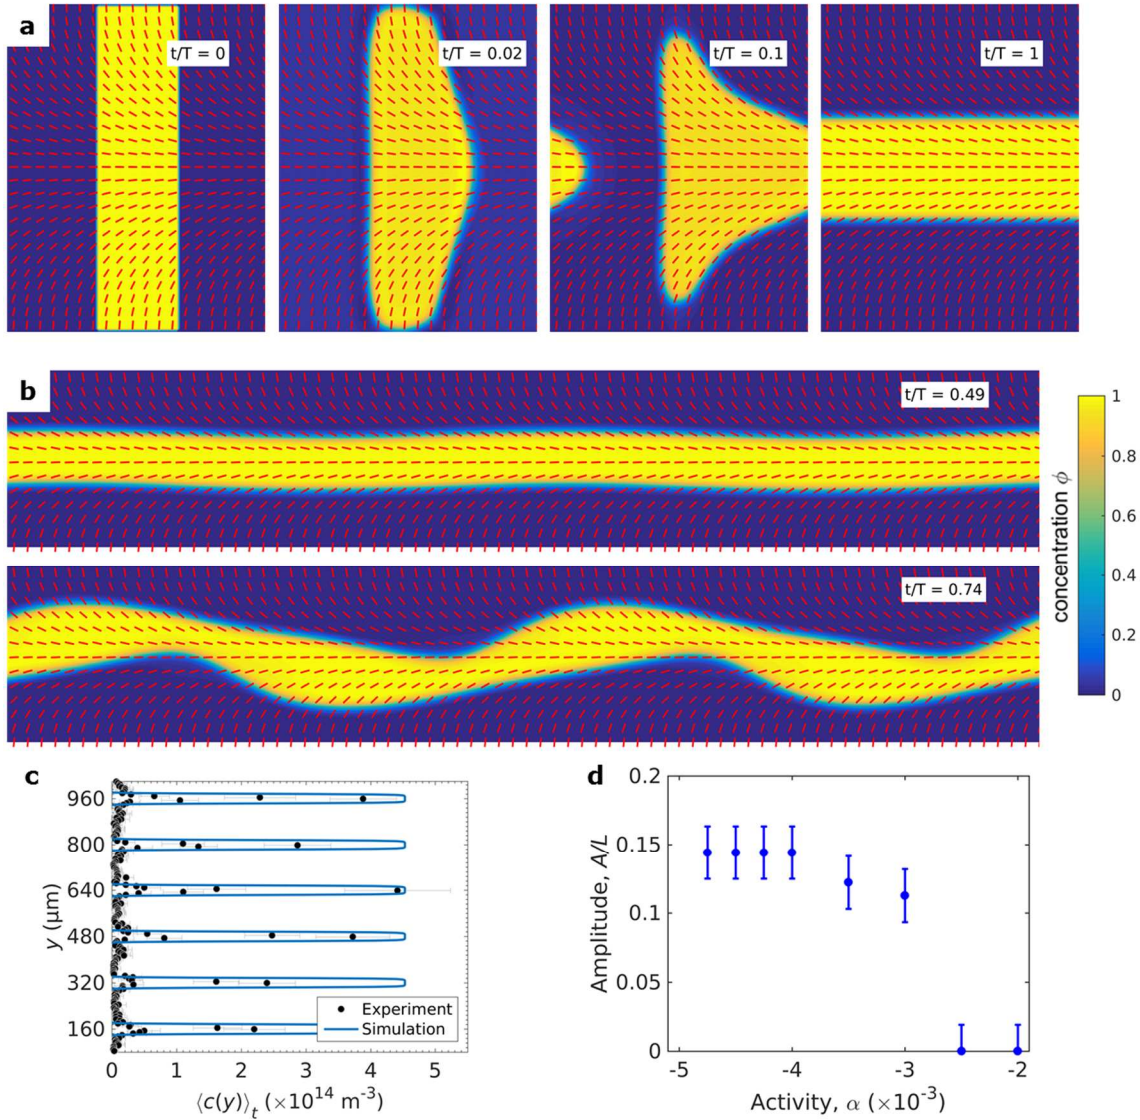 a
t/T = 0
t/T = 0.02
t/T = 0.1
t/T = 1
b
t/T = 0.49
t/T = 0.74
concentration ϕ
1
0.8
0.6
0.4
0.2
0
c
y (μm)
960
800
640
480
320
160
Experiment
Simulation
0 1 2 3 4 5
⟨c(y)⟩t (×10¹⁴ m⁻³)
d
Amplitude, A/L
0.2
0.15
0.1
0.05
0
-5 -4 -3 -2
Activity, α (×10⁻³)